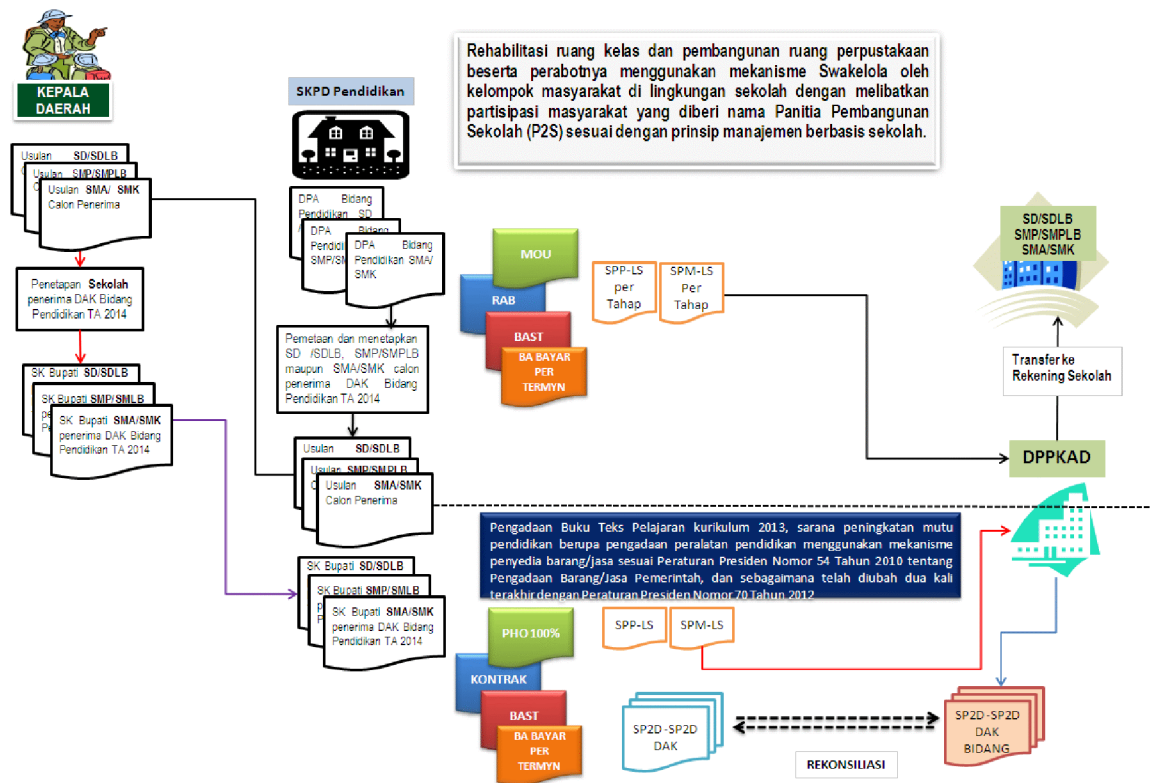 KEPALA
DAERAH
Usulan SD/SDLB
Usulan SMP/SMPLB
Usulan SMA/ SMK
Calon Penerima
Penetapan Sekolah
penerima DAK Bidang
Pendidikan TA 2014
SK Bupati SD/SDLB
SK Bupati SMP/SMLB
SK Bupati SMA/SMK
penerima DAK Bidang
Pendidikan TA 2014
SKPD Pendidikan
DPA Bidang
Pendidikan SD
DPA Bidang
Pendidikan
SMP/SM
DPA Bidang
Pendidikan SMA/
SMK
Pemetaan dan menetapkan
SD /SDLB, SMP/SMPLB
maupun SMA/SMK calon
penerima DAK Bidang
Pendidikan TA 2014
Usulan SD/SDLB
Usulan SMP/SMPLB
Usulan SMA/SMK
Calon Penerima
SK Bupati SD/SDLB
SK Bupati SMP/SMLB
SK Bupati SMA/SMK
penerima DAK Bidang
Pendidikan TA 2014
Rehabilitasi ruang kelas dan pembangunan ruang perpustakaan
beserta perabotnya menggunakan mekanisme Swakelola oleh
kelompok masyarakat di lingkungan sekolah dengan melibatkan
partisipasi masyarakat yang diberi nama Panitia Pembangunan
Sekolah (P2S) sesuai dengan prinsip manajemen berbasis sekolah.
MOU
RAB
BAST
BA BAYAR
PER
TERMYN
SPP-LS
per
Tahap
SPM-LS
Per
Tahap
SD/SDLB
SMP/SMPLB
SMA/SMK
Transfer ke
Rekening Sekolah
DPPKAD
Pengadaan Buku Teks Pelajaran kurikulum 2013, sarana peningkatan mutu
pendidikan berupa pengadaan peralatan pendidikan menggunakan mekanisme
penyedia barang/jasa sesuai Peraturan Presiden Nomor 54 Tahun 2010 tentang
Pengadaan Barang/Jasa Pemerintah, dan sebagaimana telah diubah dua kali
terakhir dengan Peraturan Presiden Nomor 70 Tahun 2012
PHO 100%
KONTRAK
BAST
BA BAYAR
PER
TERMYN
SPP-LS
SPM-LS
SP2D-SP2D
DAK
SP2D-SP2D
DAK
BIDANG
REKONSILIASI